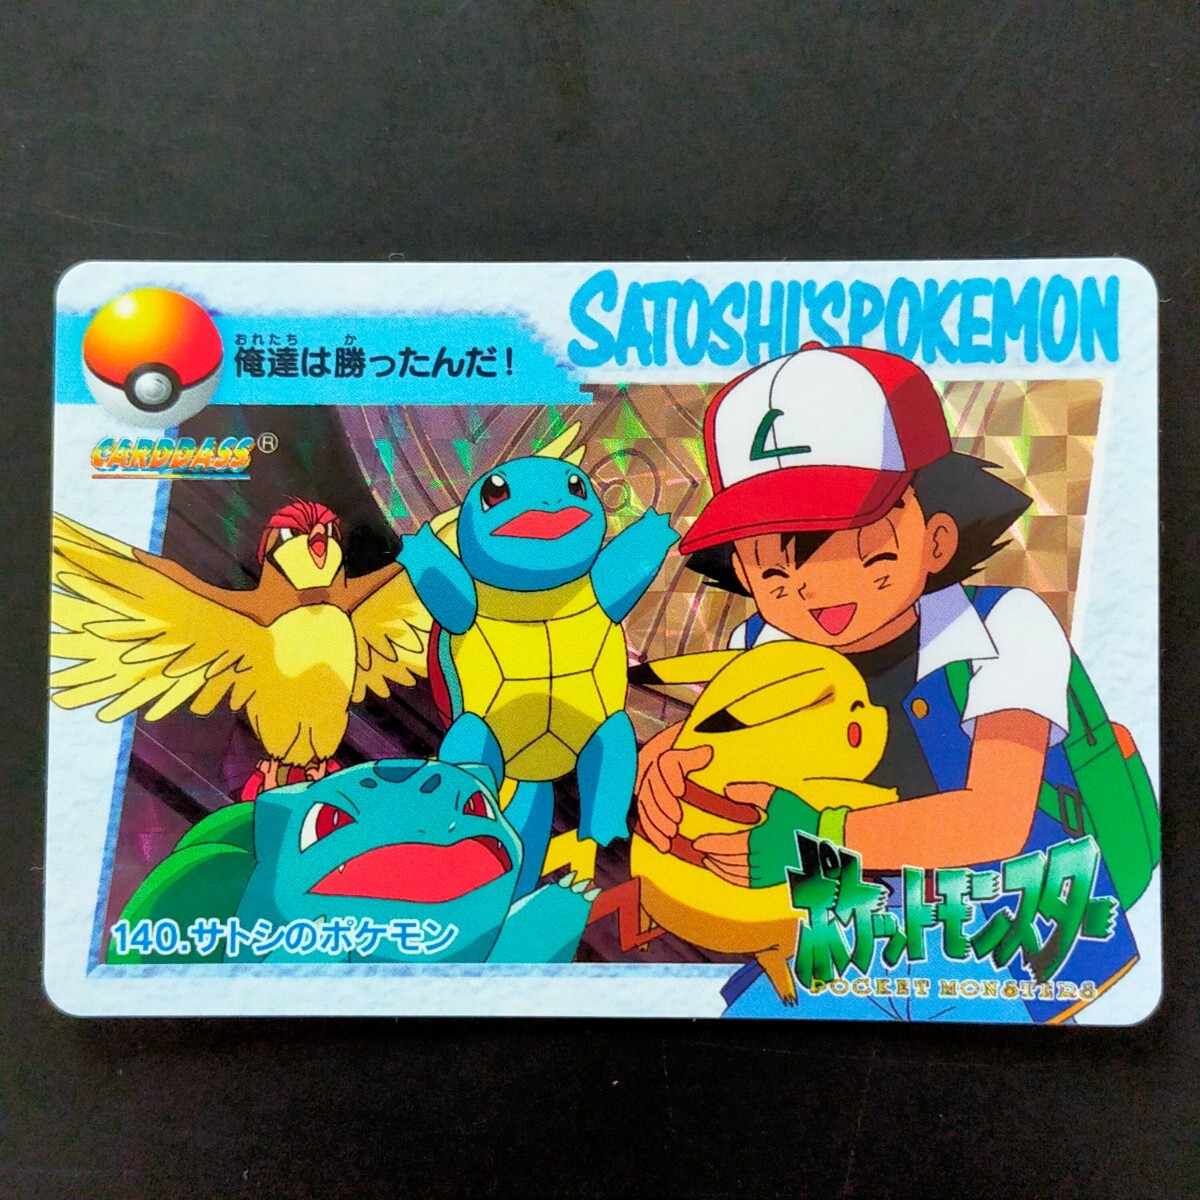 SATOSHI'S POKEMON
おれたち か
俺達は勝ったんだ!
CARDDASS®
140.サトシのポケモン
ポケットモンスター
POCKET MONSTERS